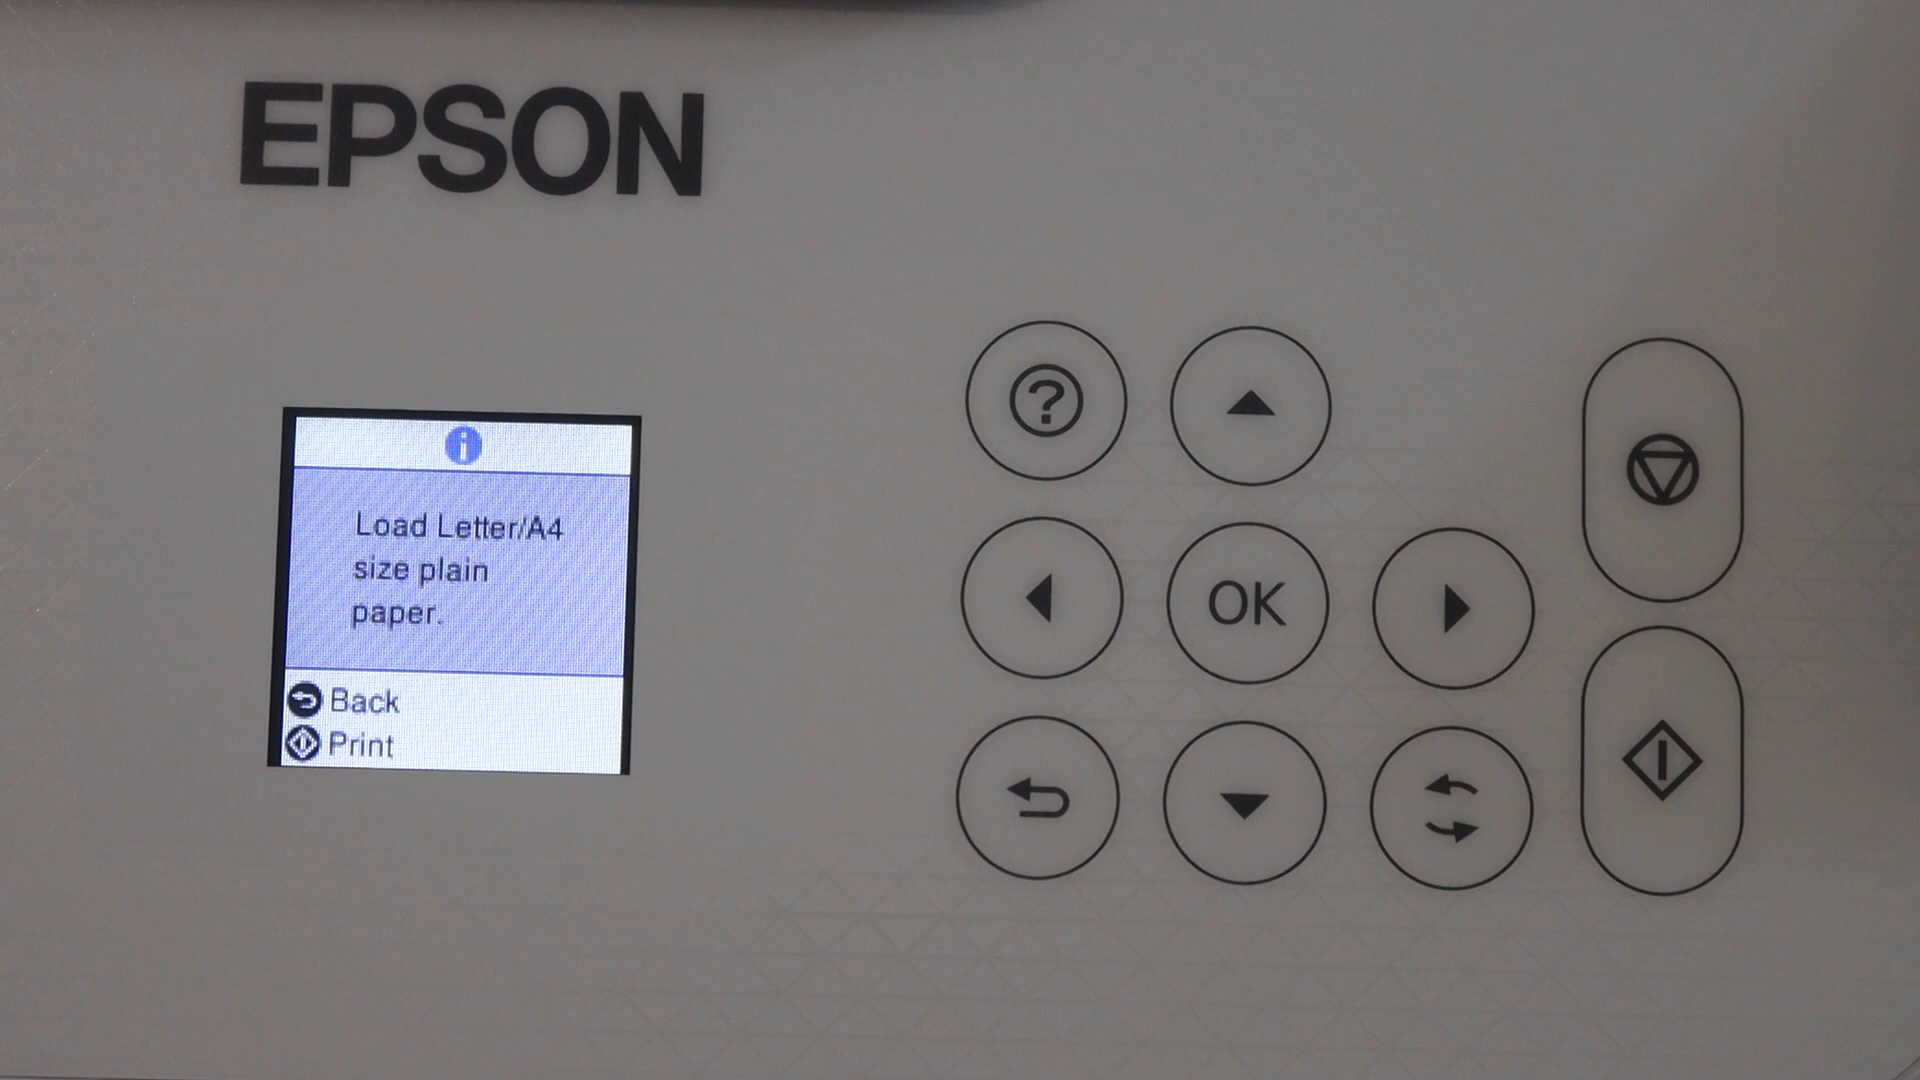 EPSON
i
Load Letter/A4
size plain
paper.
Back
Print
?
OK